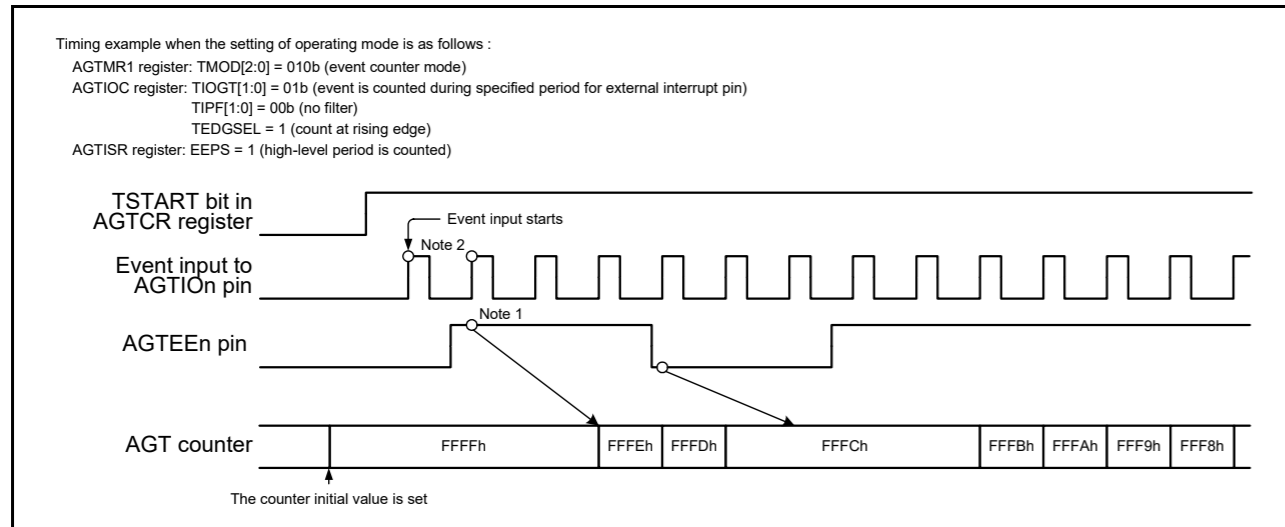 Timing example when the setting of operating mode is as follows :
AGTMR1 register: TMOD[2:0] = 010b (event counter mode)
AGTIOC register: TIOGT[1:0] = 01b (event is counted during specified period for external interrupt pin)
TIPF[1:0] = 00b (no filter)
TEDGSEL = 1 (count at rising edge)
AGTISR register: EEPS = 1 (high-level period is counted)
TSTART bit in
AGTCR register
Event input starts
Event input to
AGTIOn pin
Note 2
AGTEEn pin
Note 1
AGT counter
FFFFh
FFFEh
FFFDh
FFFCh
FFFBh
FFFAh
FFF9h
FFF8h
The counter initial value is set